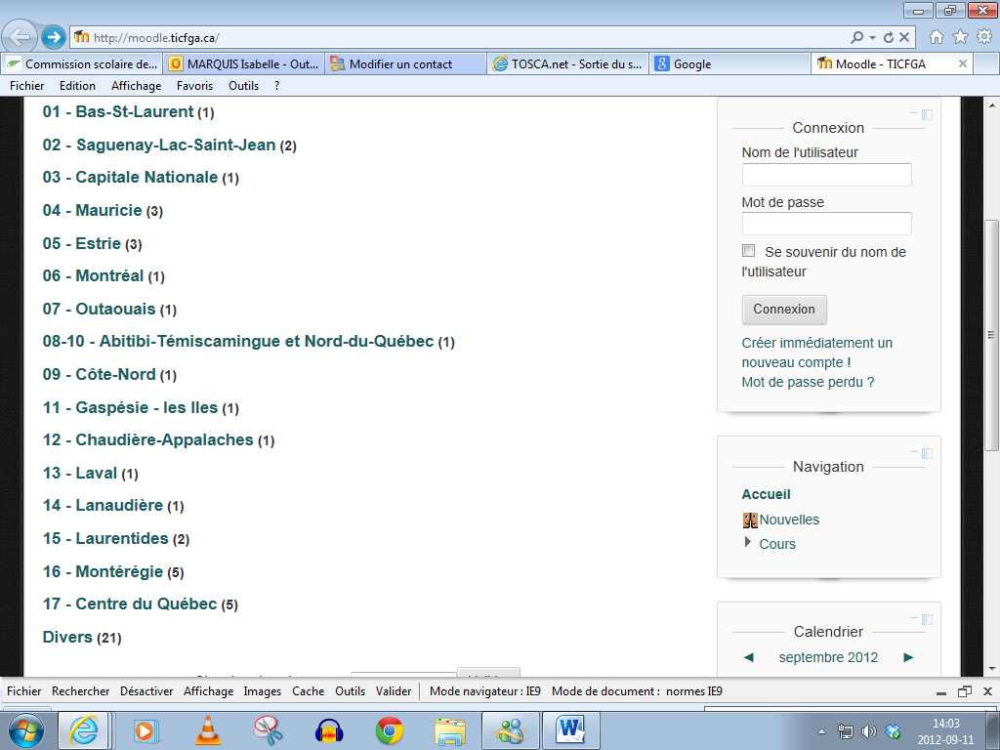 http://moodle.ticfga.ca/
Commission scolaire de...
MARQUIS Isabelle - Out...
Modifier un contact
TOSCA.net - Sortie du s...
Google
Moodle - TICFGA
Fichier Edition Affichage Favoris Outils ?
01 - Bas-St-Laurent (1)
02 - Saguenay-Lac-Saint-Jean (2)
03 - Capitale Nationale (1)
04 - Mauricie (3)
05 - Estrie (3)
06 - Montréal (1)
07 - Outaouais (1)
08-10 - Abitibi-Témiscamingue et Nord-du-Québec (1)
09 - Côte-Nord (1)
11 - Gaspésie - les Iles (1)
12 - Chaudière-Appalaches (1)
13 - Laval (1)
14 - Lanaudière (1)
15 - Laurentides (2)
16 - Montérégie (5)
17 - Centre du Québec (5)
Divers (21)
Connexion
Nom de l'utilisateur
Mot de passe
Se souvenir du nom de
l'utilisateur
Connexion
Créer immédiatement un
nouveau compte !
Mot de passe perdu ?
Navigation
Accueil
Nouvelles
Cours
Calendrier
septembre 2012
Fichier Rechercher Désactiver Affichage Images Cache Outils Valider Mode navigateur : IE9 Mode de document : normes IE9
14:03
2012-09-11